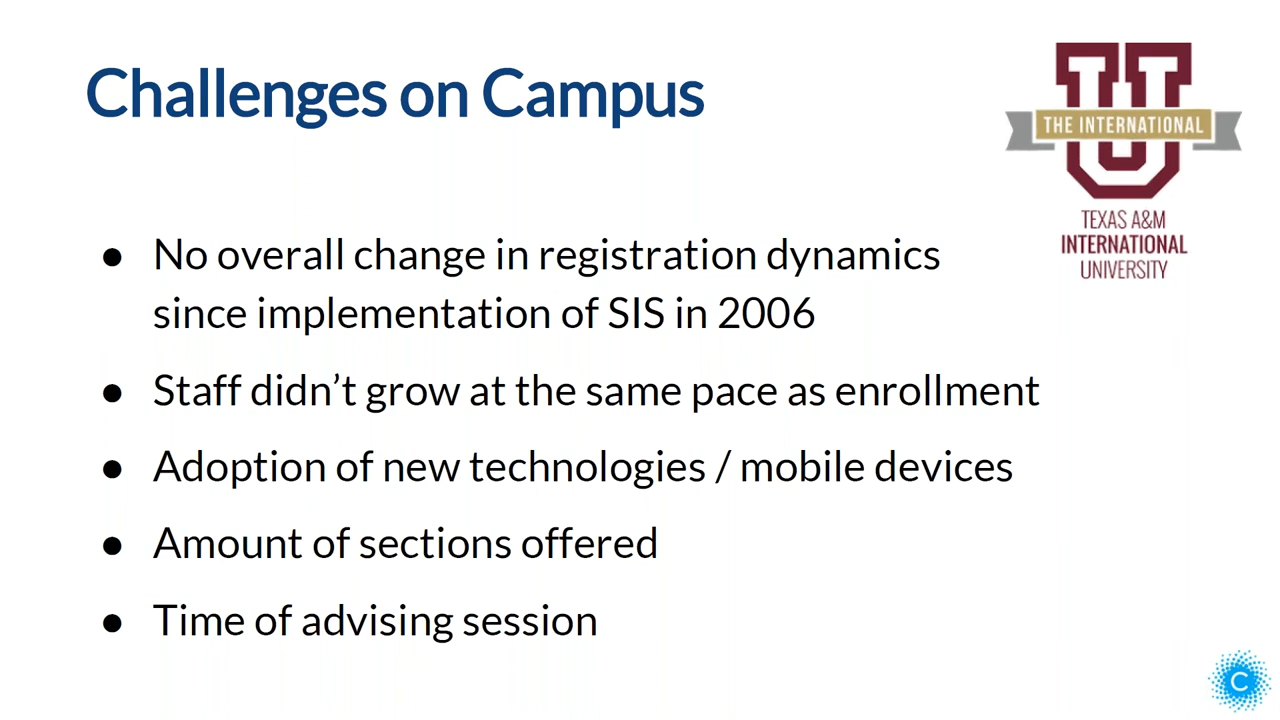 Challenges on Campus
U
THE INTERNATIONAL
TEXAS A&M
INTERNATIONAL
UNIVERSITY
● No overall change in registration dynamics
since implementation of SIS in 2006
● Staff didn’t grow at the same pace as enrollment
● Adoption of new technologies / mobile devices
● Amount of sections offered
● Time of advising session
C